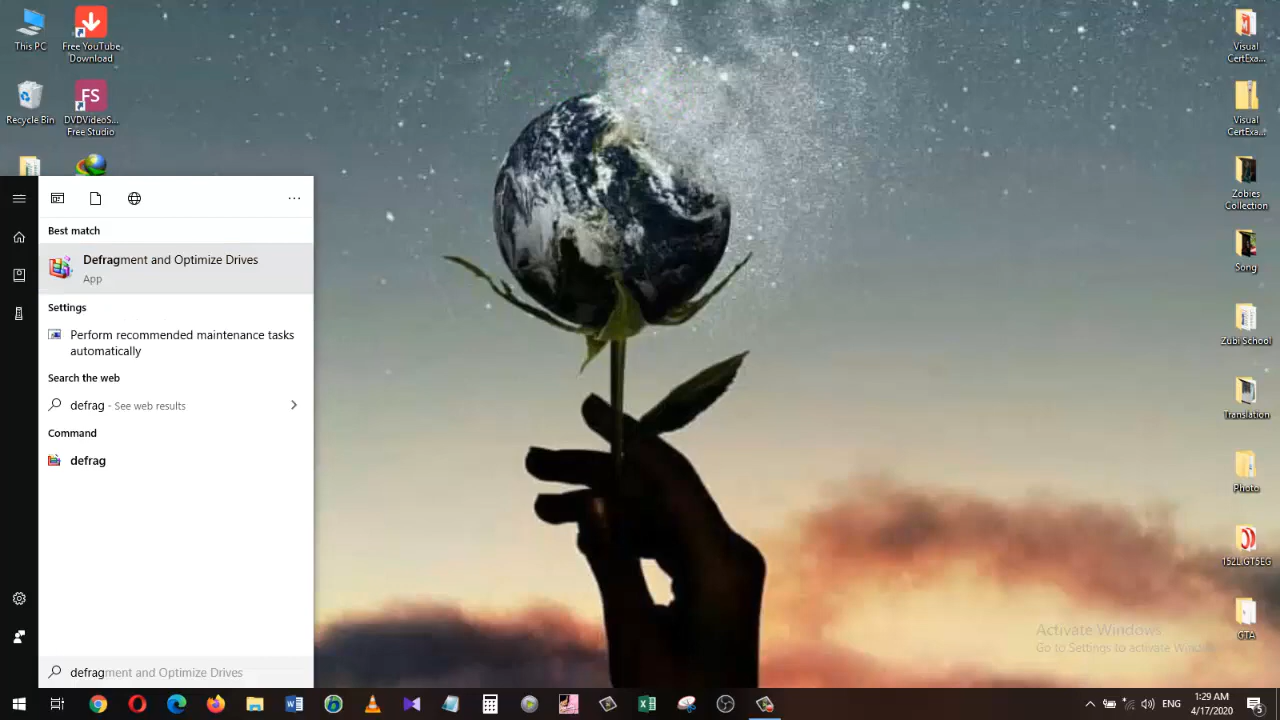 This PC
Free YouTube
Download
Recycle Bin
FS
DVDVideoS...
Free Studio
Best match
Defragment and Optimize Drives
App
Settings
Perform recommended maintenance tasks
automatically
Search the web
defrag - See web results
Command
defrag
defragment and Optimize Drives
Visual
CertExa...
Visual
CertExa...
Zobies
Collection
Song
Zubi School
Translation
Photo
152L.GT5EG
GTA
Activate Windows
Go to Settings to activate Windows
ENG
1:29 AM
4/17/2020
5